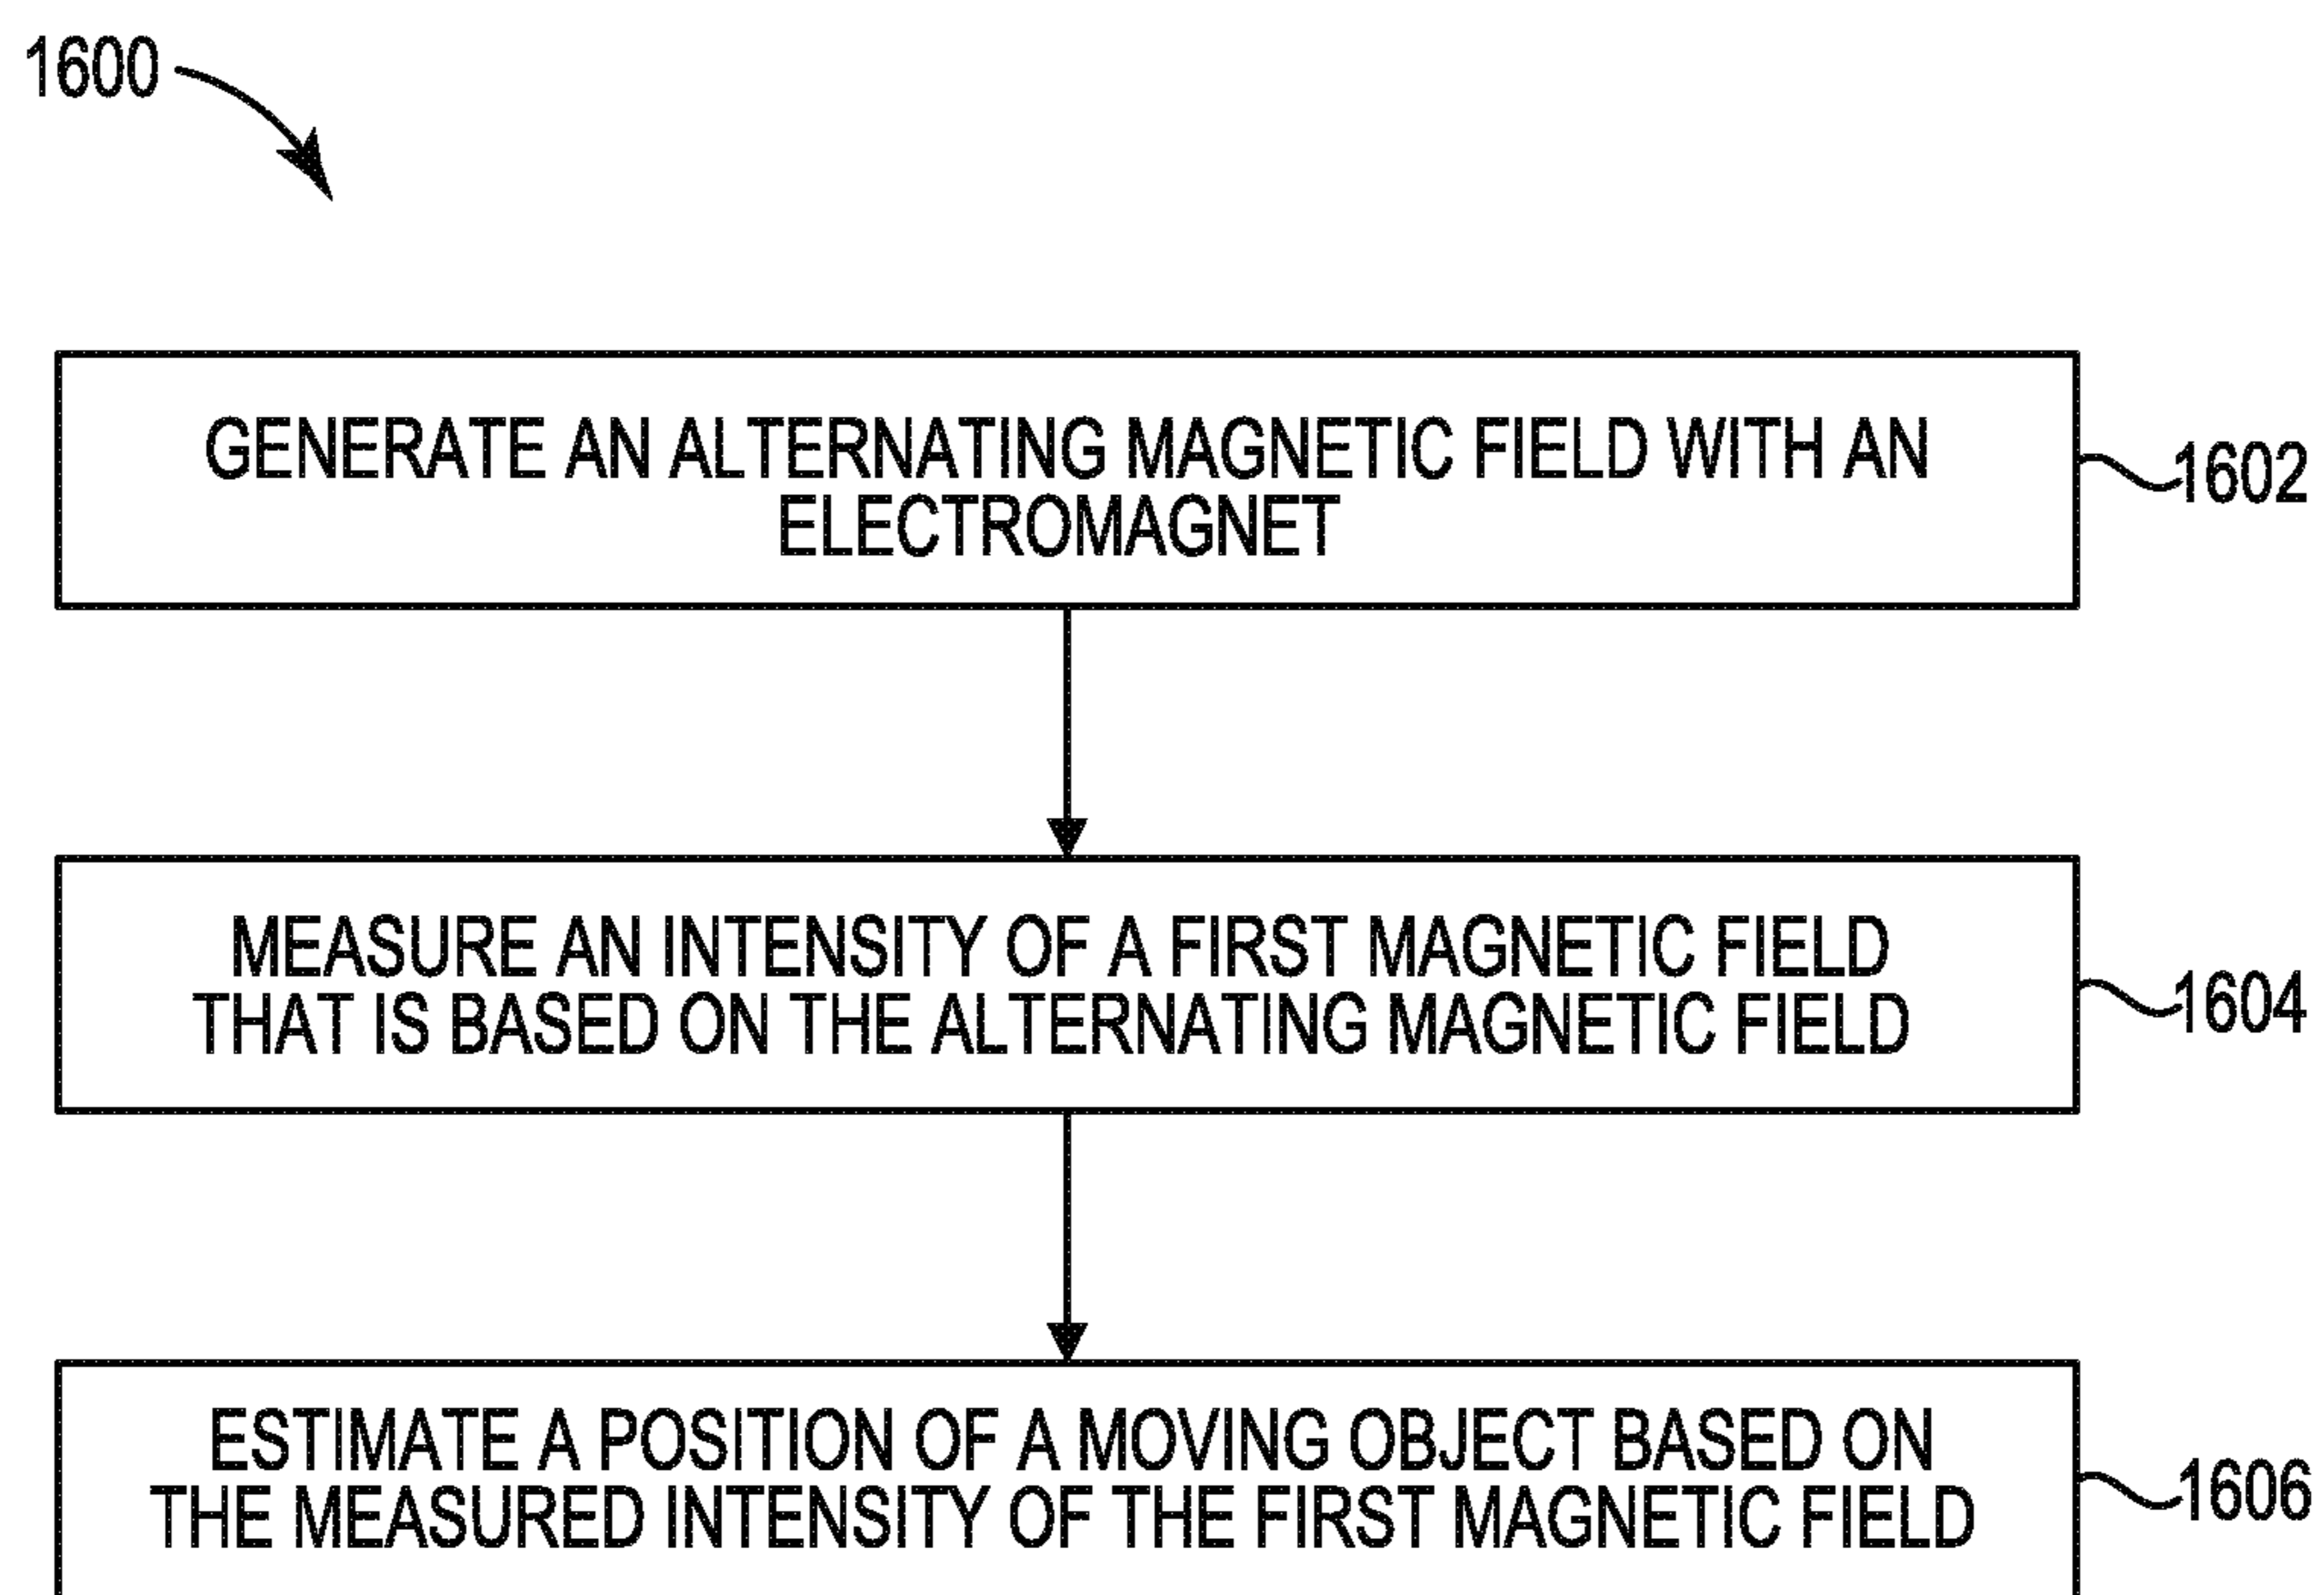 1600
GENERATE AN ALTERNATING MAGNETIC FIELD WITH AN
ELECTROMAGNET
1602
MEASURE AN INTENSITY OF A FIRST MAGNETIC FIELD
THAT IS BASED ON THE ALTERNATING MAGNETIC FIELD
1604
ESTIMATE A POSITION OF A MOVING OBJECT BASED ON
THE MEASURED INTENSITY OF THE FIRST MAGNETIC FIELD
1606